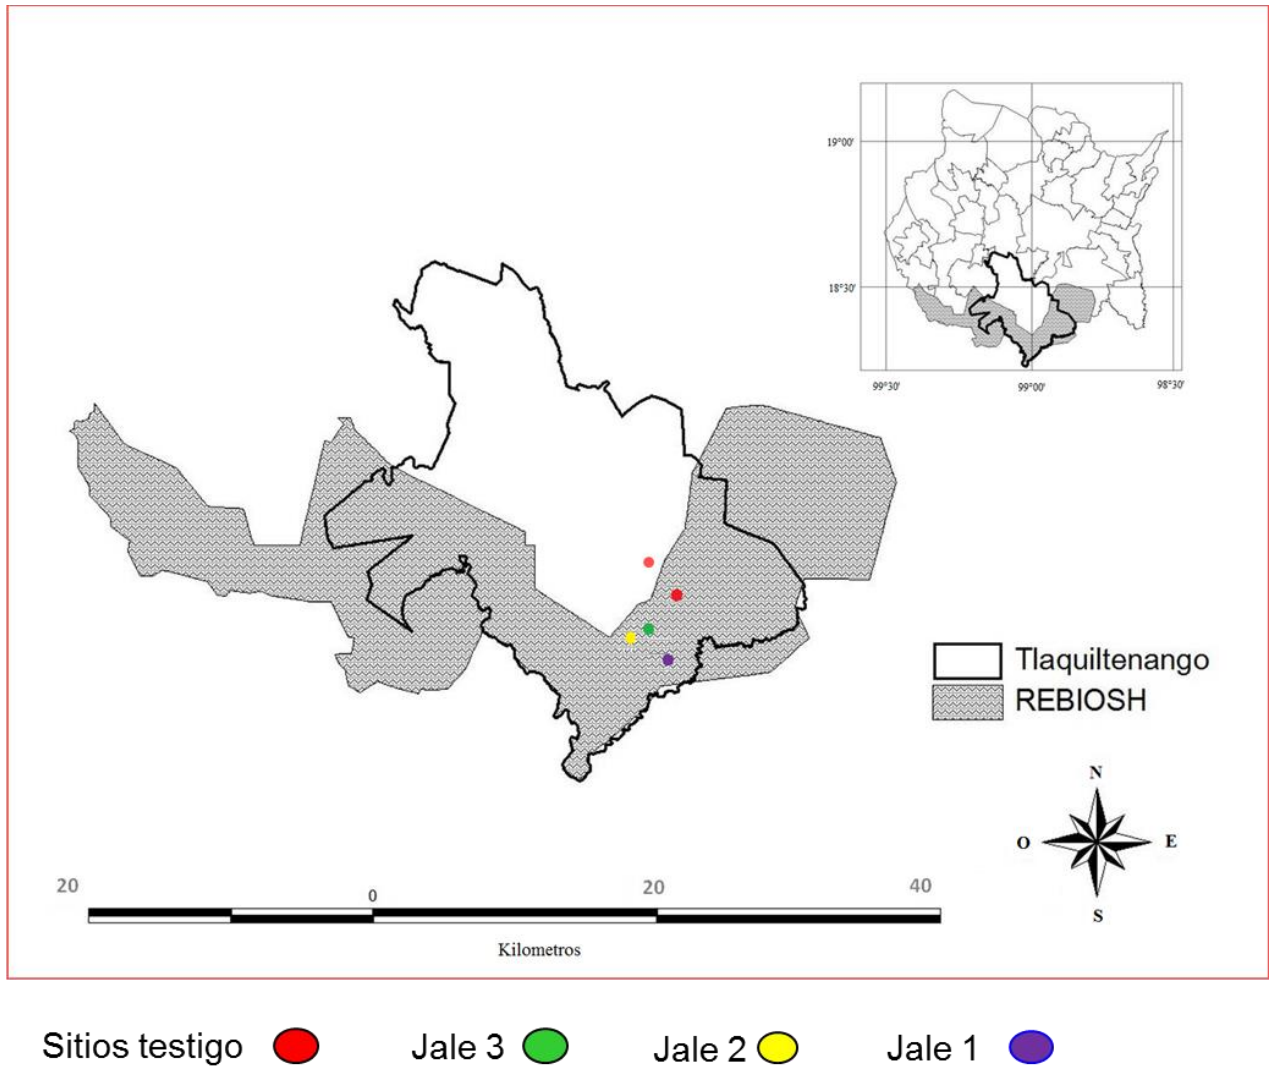 19°00'
18°30'
99°30'
99°00'
98°30'
Tlaquiltenango
REBIOSH
N
O
E
S
20
0
20
40
Kilometros
Sitios testigo
Jale 3
Jale 2
Jale 1